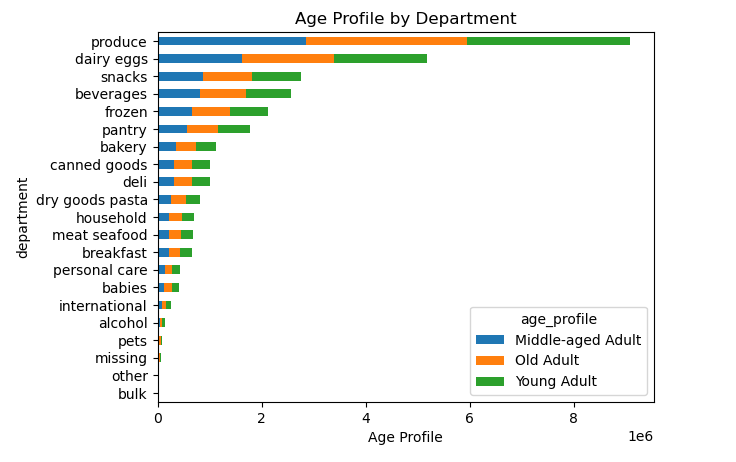 Age Profile by Department
produce
dairy eggs
snacks
beverages
frozen
pantry
bakery
canned goods
deli
dry goods pasta
household
meat seafood
breakfast
personal care
babies
international
alcohol
pets
missing
other
bulk
department
age_profile
Middle-aged Adult
Old Adult
Young Adult
0 2 4 6 8
1e6
Age Profile